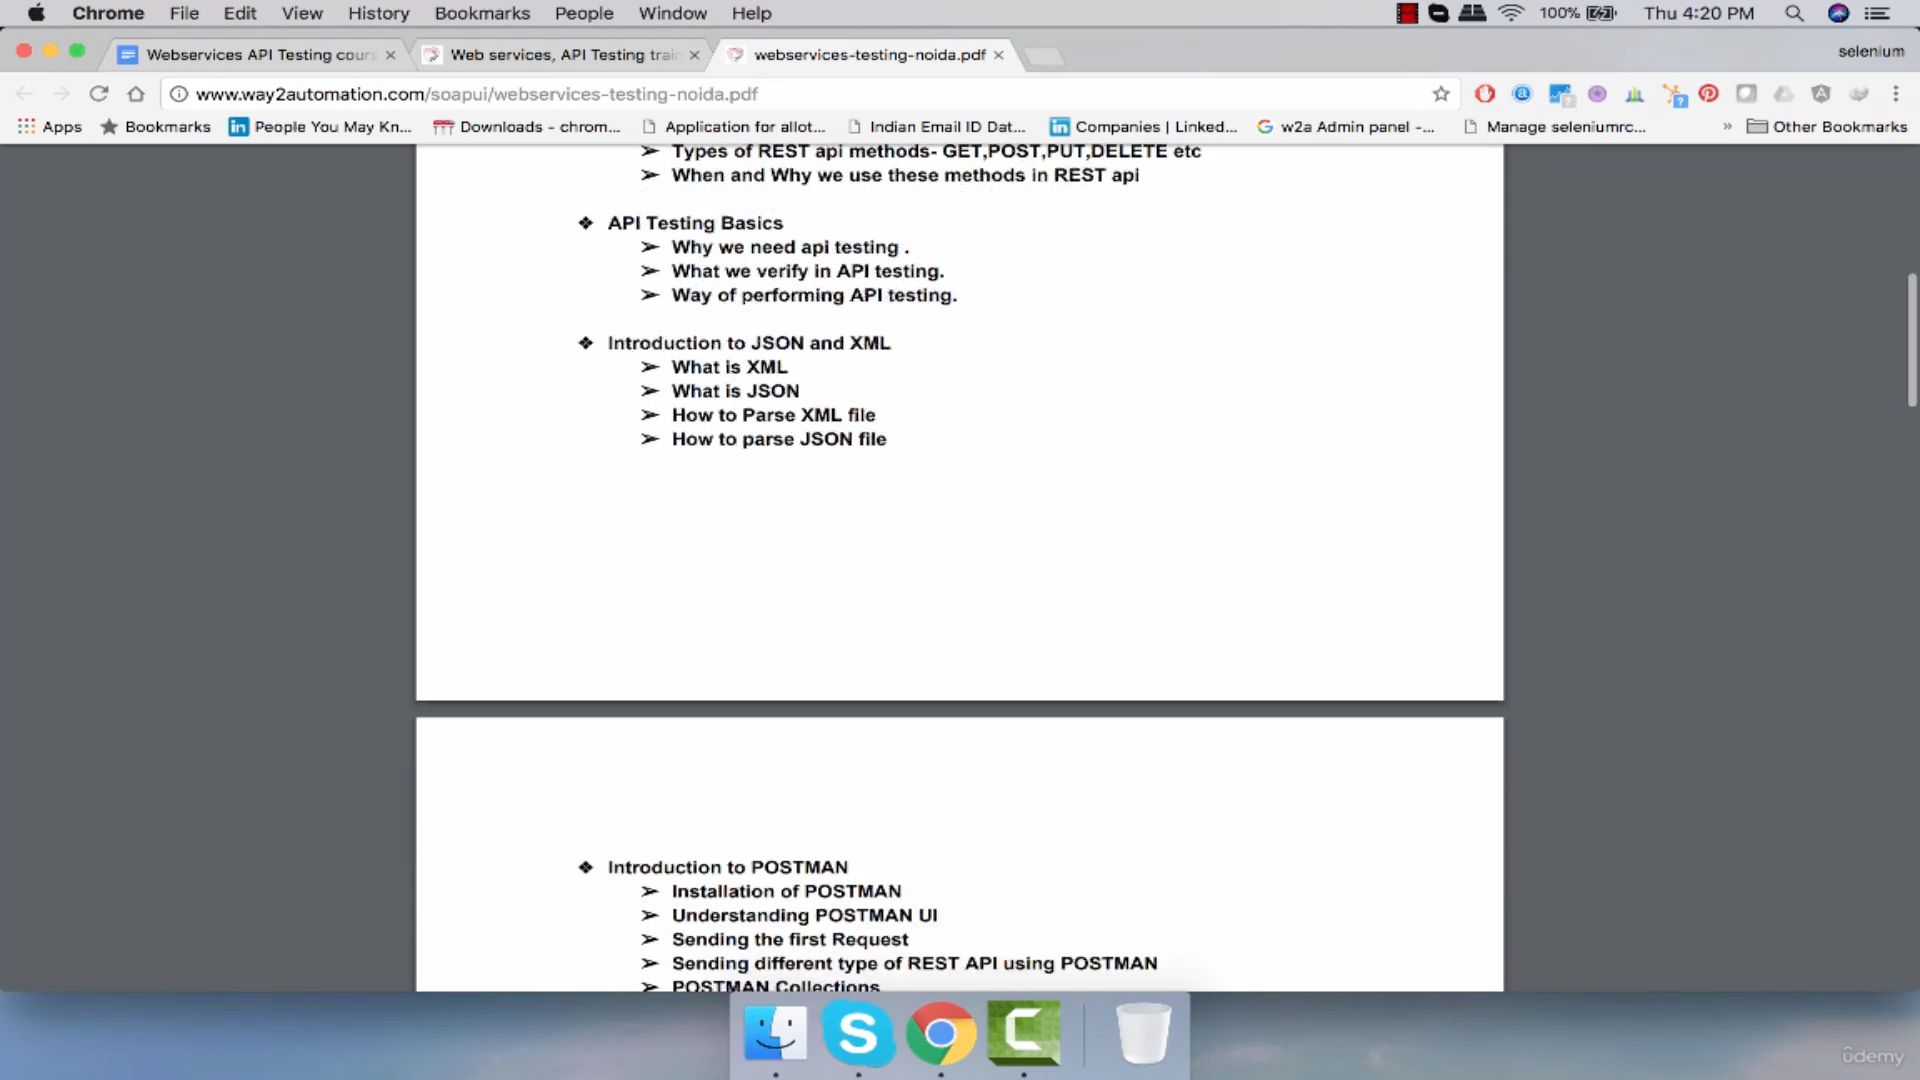 Chrome File Edit View History Bookmarks People Window Help 100% Thu 4:20 PM
Webservices API Testing cours Web services, API Testing train webservices-testing-noida.pdf selenium
www.way2automation.com/soapui/webservices-testing-noida.pdf
Apps Bookmarks People You May Kn... Downloads - chrom... Application for allot... Indian Email ID Dat... Companies | Linked... w2a Admin panel -... Manage seleniumrc... » Other Bookmarks
➢ Types of REST api methods- GET,POST,PUT,DELETE etc
➢ When and Why we use these methods in REST api
❖ API Testing Basics
➢ Why we need api testing .
➢ What we verify in API testing.
➢ Way of performing API testing.
❖ Introduction to JSON and XML
➢ What is XML
➢ What is JSON
➢ How to Parse XML file
➢ How to parse JSON file
❖ Introduction to POSTMAN
➢ Installation of POSTMAN
➢ Understanding POSTMAN UI
➢ Sending the first Request
➢ Sending different type of REST API using POSTMAN
➢ POSTMAN Collections
udemy